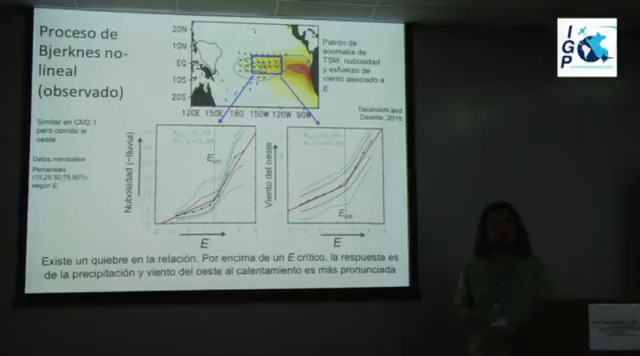 Proceso de
Bjerknes no-
lineal
(observado)
Similar en CM2.1
pero corrido al
oeste
Datos mensuales
Percentiles
(10,25,50,75,90%)
según E.
20N
10N
EQ
10S
20S
120E 150E 180 150W 120W 90W
Patrón de
anomalía de
TSM, nubosidad
y esfuerzo de
viento asociado a
E
Takahashi and
Dewitte, 2015
Nubosidad (~lluvia)
E
E
Viento del oeste
E
E
Existe un quiebre en la relación. Por encima de un E crítico, la respuesta es
de la precipitación y viento del oeste al calentamiento es más pronunciada
IGP